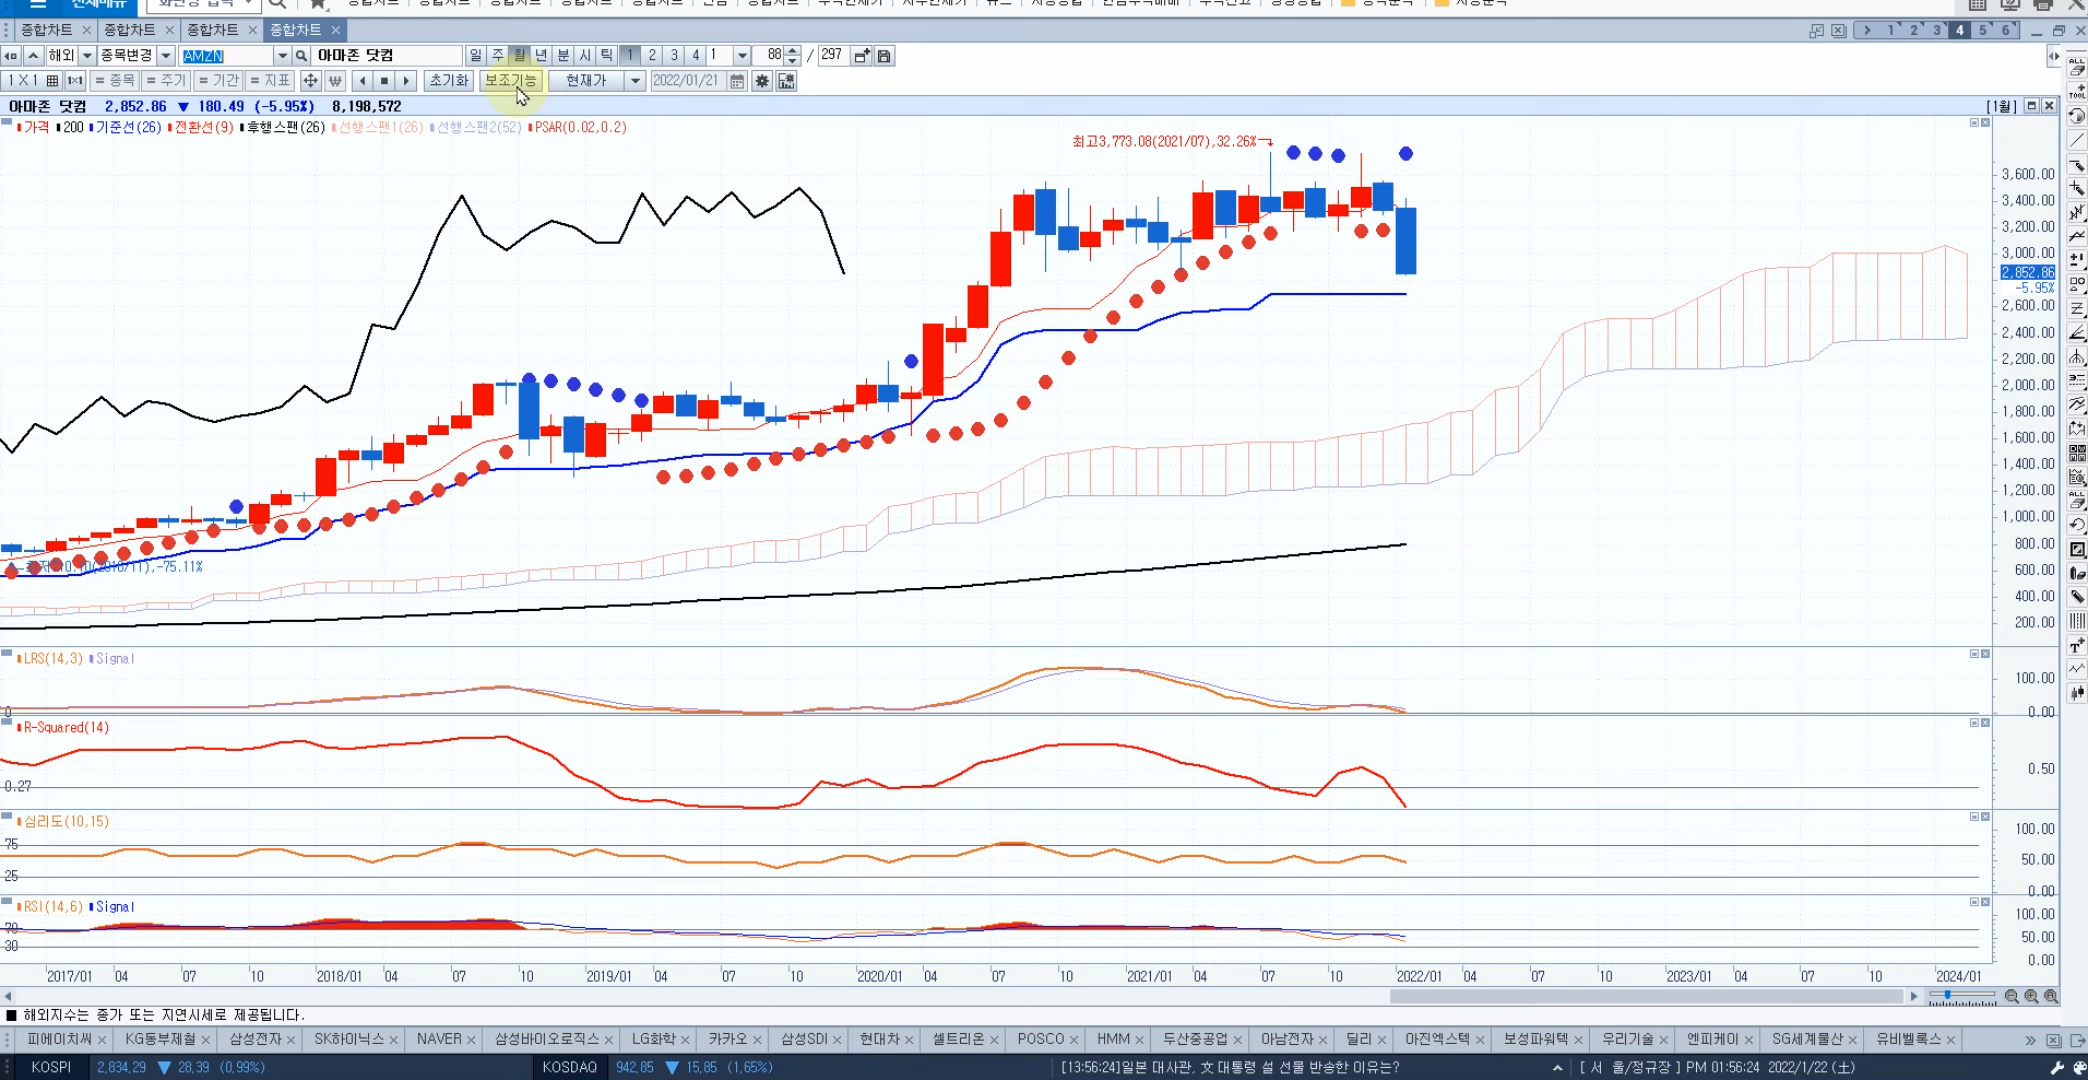 전체메뉴
종합차트 × 종합차트 × 종합차트 × 종합차트 ×
1 2 3 4 5 6
해외 종목변경 AMZN 아마존 닷컴 일 주 월 년 분 시 틱 1 2 3 4 1 88 / 297
1X1 1x1 = 종목 = 주기 = 기간 = 지표 ₩ 초기화 보조기능 현재가 2022/01/21
아마존 닷컴 2,852.86 ▼ 180.49 (-5.95%) 8,198,572 [1월]
가격 200 기준선(26) 전환선(9) 후행스팬(26) 선행스팬1(26) 선행스팬2(52) PSAR(0.02,0.2)
최고3,773.08(2021/07),32.26%
3,600.00
3,400.00
3,200.00
3,000.00
2,852.86
-5.95%
2,600.00
2,400.00
2,200.00
2,000.00
1,800.00
1,600.00
1,400.00
1,200.00
1,000.00
800.00
600.00
400.00
200.00
,-75.11%
LRS(14,3) Signal
100.00
0 0.00
R-Squared(14)
0.50
0.27
심리도(10,15)
100.00
75
50.00
25
0.00
RSI(14,6) Signal
100.00
70
50.00
30
0.00
2017/01 04 07 10 2018/01 04 07 10 2019/01 04 07 10 2020/01 04 07 10 2021/01 04 07 10 2022/01 04 07 10 2023/01 04 07 10 2024/01
■ 해외지수는 종가 또는 지연시세로 제공됩니다.
피에이치씨 × KG동부제철 × 삼성전자 × SK하이닉스 × NAVER × 삼성바이오로직스 × LG화학 × 카카오 × 삼성SDI × 현대차 × 셀트리온 × POSCO × HMM × 두산중공업 × 아남전자 × 딜리 × 아진엑스텍 × 보성파워텍 × 우리기술 × 엔피케이 × SG세계물산 × 유비벨록스 ×
KOSPI 2,834.29 ▼ 28.39 (0.99%) KOSDAQ 942.85 ▼ 15.85 (1.65%) [13:56:24]일본 대사관, 文대통령 설 선물 반송한 이유는? [ 서 울/정규장 ] PM 01:56:24 2022/1/22 (土)